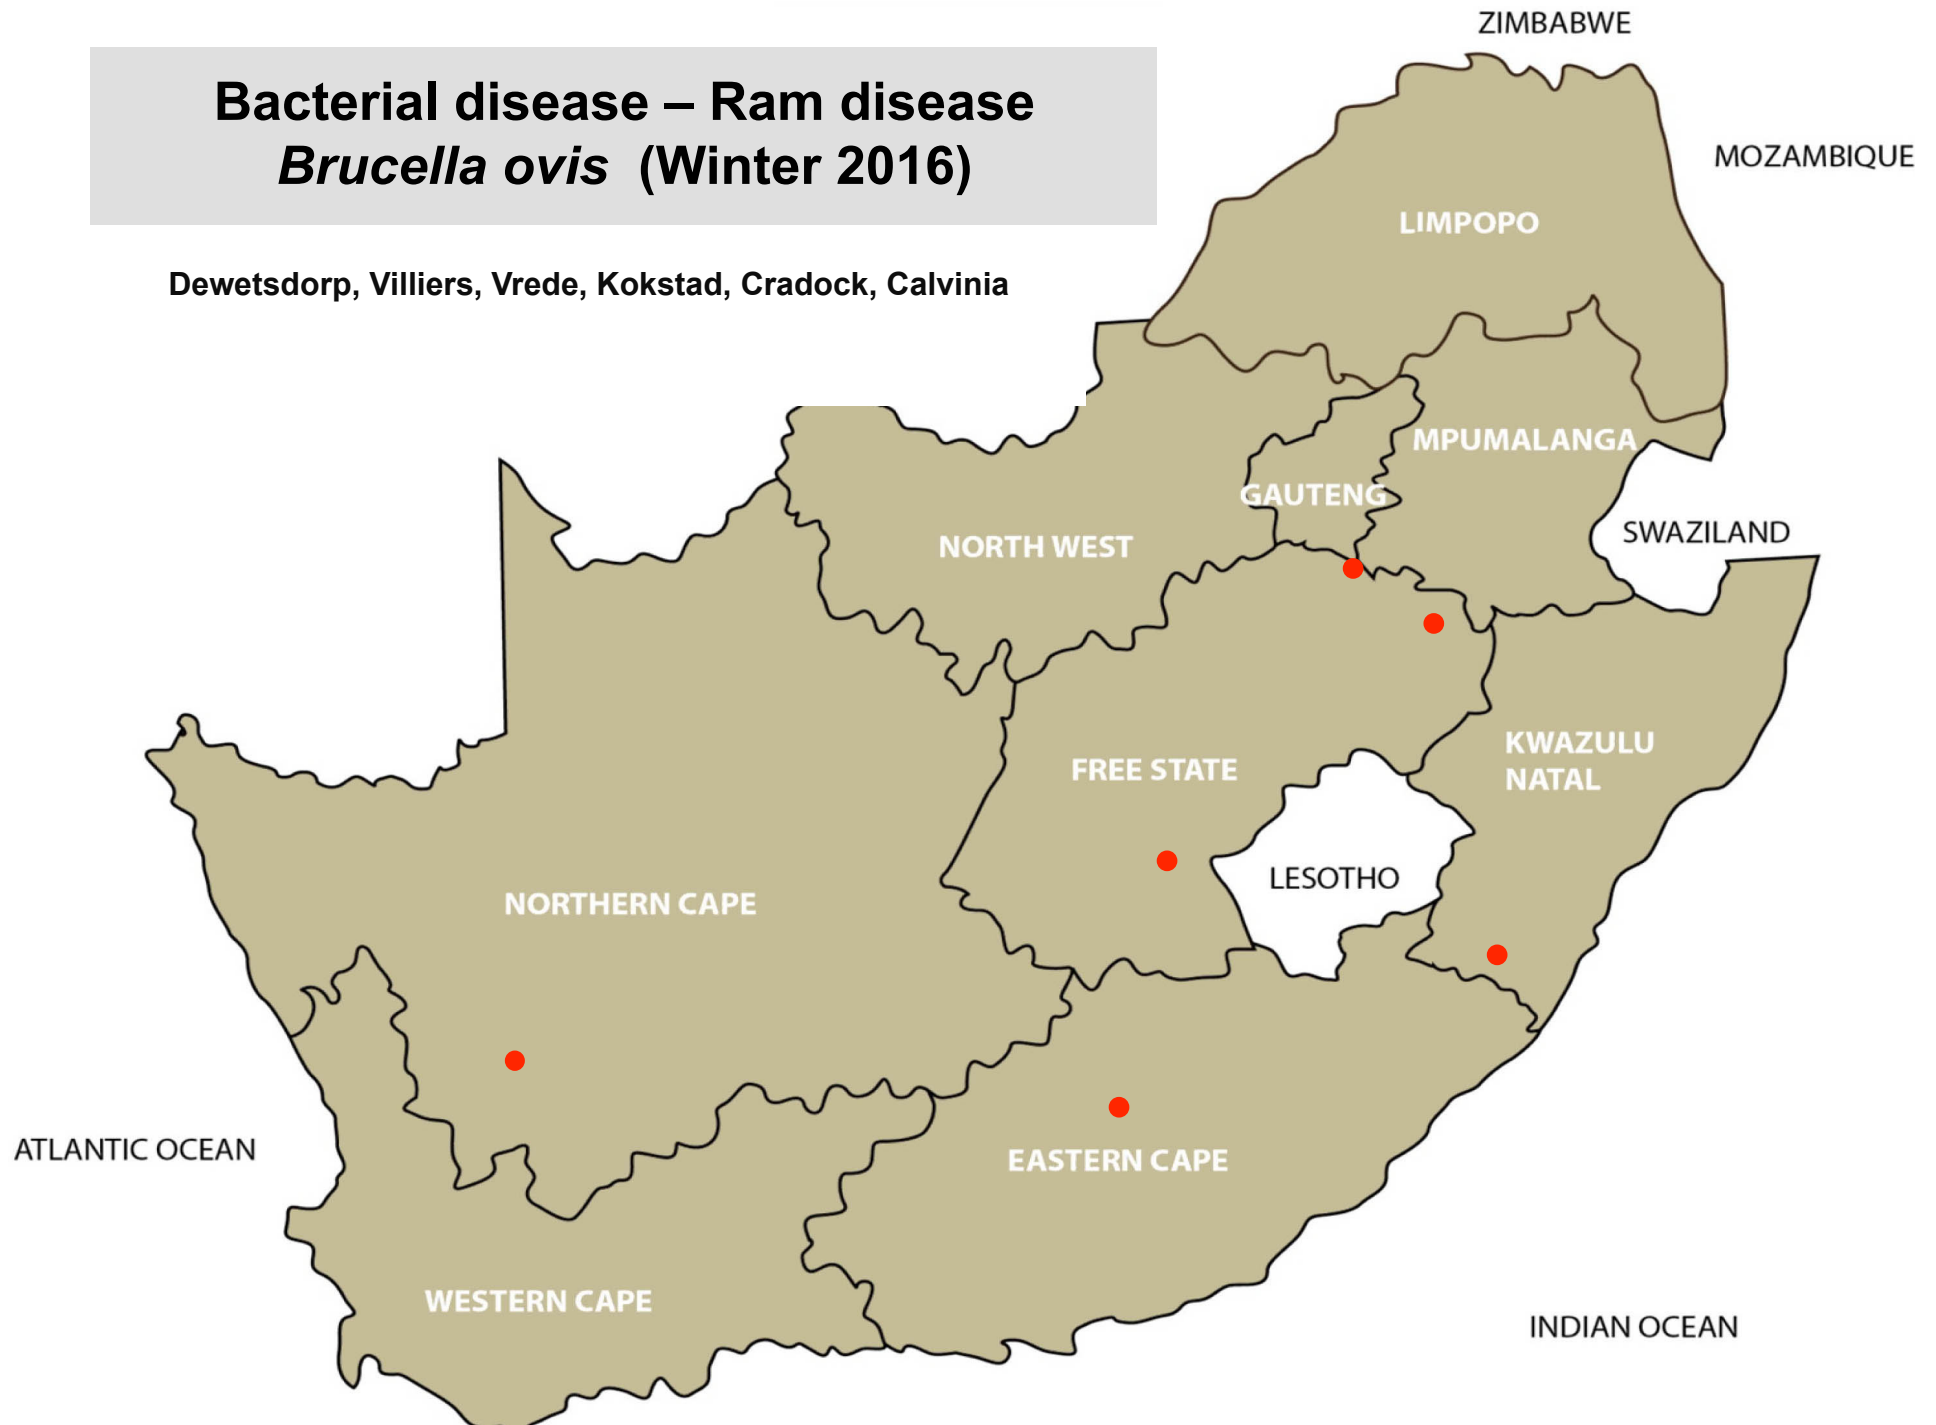 ZIMBABWE
Bacterial disease – Ram disease
Brucella ovis (Winter 2016)
MOZAMBIQUE
LIMPOPO
Dewetsdorp, Villiers, Vrede, Kokstad, Cradock, Calvinia
MPUMALANGA
GAUTENG
SWAZILAND
NORTH WEST
KWAZULU
NATAL
FREE STATE
LESOTHO
NORTHERN CAPE
ATLANTIC OCEAN
EASTERN CAPE
WESTERN CAPE
INDIAN OCEAN